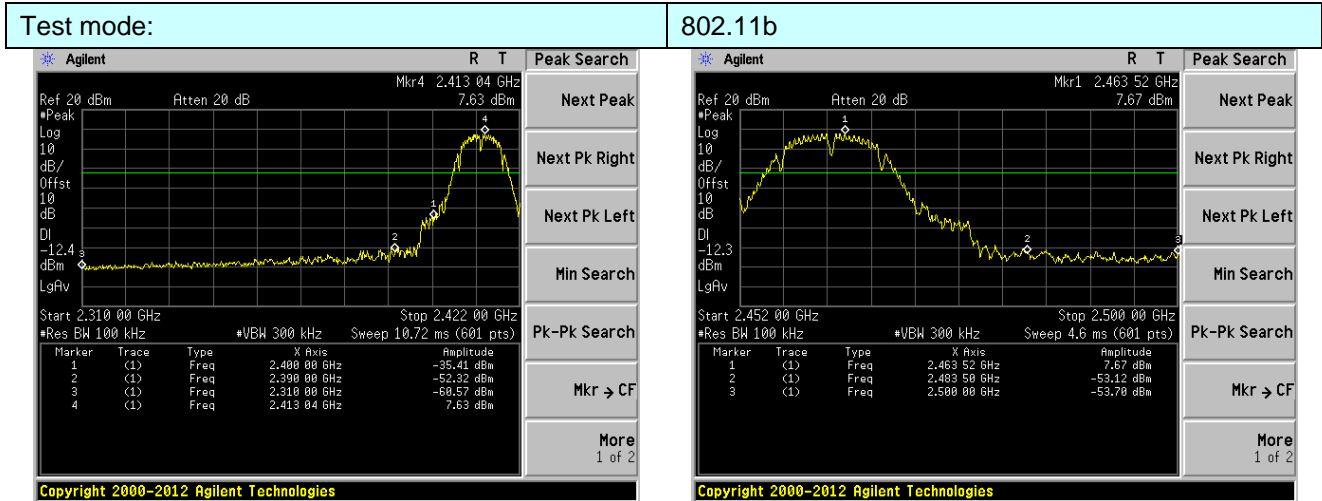 Test mode: 802.11b
Agilent R T Peak Search
Mkr4 2.413 04 GHz
Ref 20 dBm Atten 20 dB 7.63 dBm
#Peak
Log
10
dB/
Offst
10
dB
DI
-12.4
dBm
LgAv
4
1
2
3
Start 2.310 00 GHz Stop 2.422 00 GHz
#Res BW 100 kHz #VBW 300 kHz Sweep 10.72 ms (601 pts)
Marker Trace Type X Axis Amplitude
1 (1) Freq 2.400 00 GHz -35.41 dBm
2 (1) Freq 2.390 00 GHz -52.32 dBm
3 (1) Freq 2.310 00 GHz -60.57 dBm
4 (1) Freq 2.413 04 GHz 7.63 dBm
Next Peak
Next Pk Right
Next Pk Left
Min Search
Pk-Pk Search
Mkr → CF
More
1 of 2
Copyright 2000-2012 Agilent Technologies
Agilent R T Peak Search
Mkr1 2.463 52 GHz
Ref 20 dBm Atten 20 dB 7.67 dBm
#Peak
Log
10
dB/
Offst
10
dB
DI
-12.3
dBm
LgAv
1
2
3
Start 2.452 00 GHz Stop 2.500 00 GHz
#Res BW 100 kHz #VBW 300 kHz Sweep 4.6 ms (601 pts)
Marker Trace Type X Axis Amplitude
1 (1) Freq 2.463 52 GHz 7.67 dBm
2 (1) Freq 2.483 50 GHz -53.12 dBm
3 (1) Freq 2.500 00 GHz -53.70 dBm
Next Peak
Next Pk Right
Next Pk Left
Min Search
Pk-Pk Search
Mkr → CF
More
1 of 2
Copyright 2000-2012 Agilent Technologies